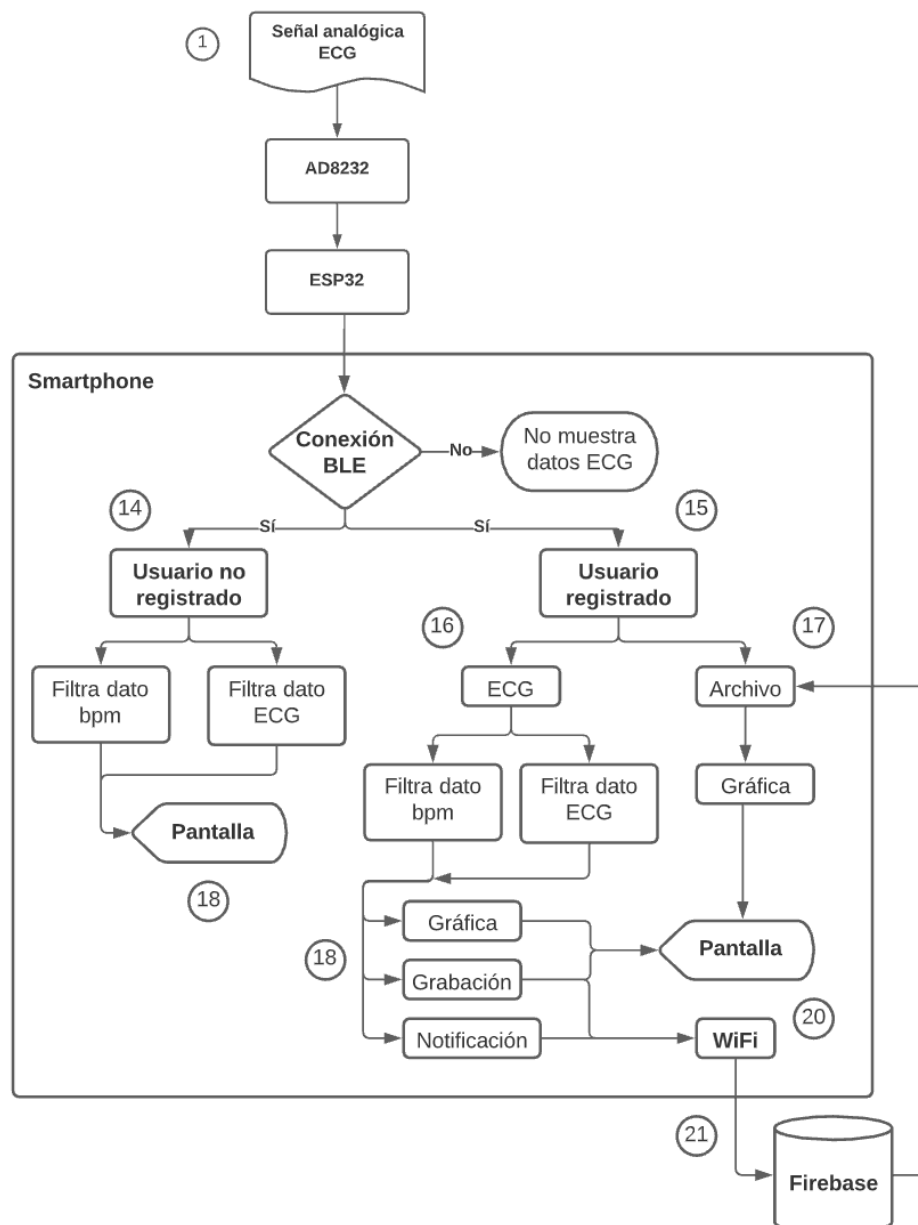 1
Señal analógica
ECG
AD8232
ESP32
Smartphone
Conexión
BLE
No
No muestra
datos ECG
14
15
Sí
Sí
Usuario no
registrado
Usuario
registrado
16
17
Filtra dato
bpm
Filtra dato
ECG
ECG
Archivo
Filtra dato
bpm
Filtra dato
ECG
Gráfica
Pantalla
18
Gráfica
18
Grabación
Notificación
Pantalla
20
WiFi
21
Firebase